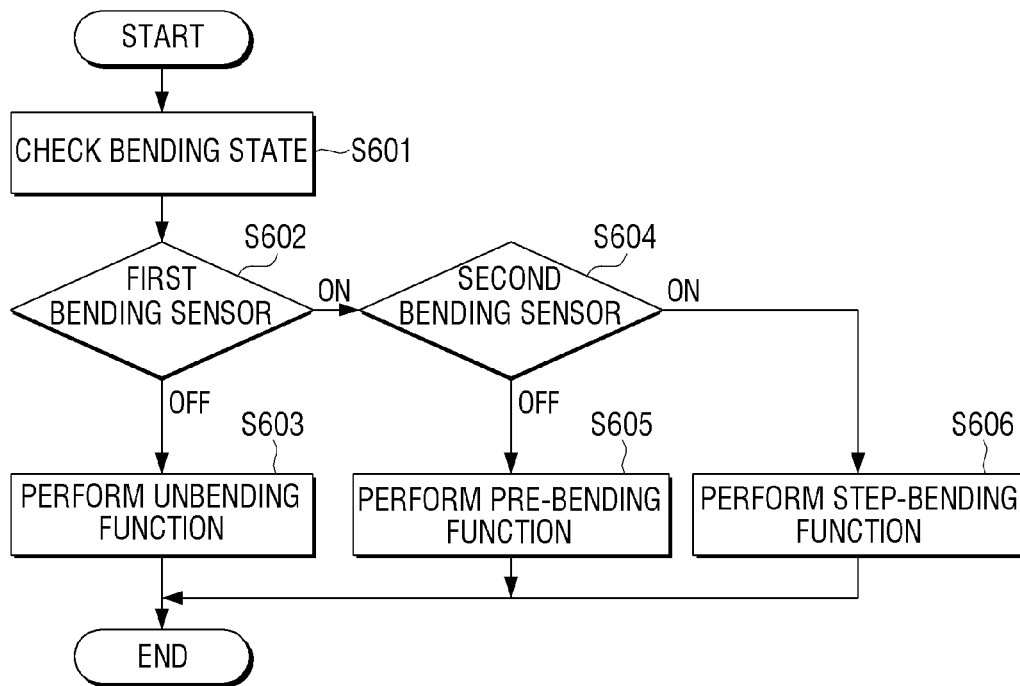 START
CHECK BENDING STATE
S601
S602
FIRST
BENDING SENSOR
ON
OFF
S604
SECOND
BENDING SENSOR
ON
OFF
S603
PERFORM UNBENDING
FUNCTION
S605
PERFORM PRE-BENDING
FUNCTION
S606
PERFORM STEP-BENDING
FUNCTION
END